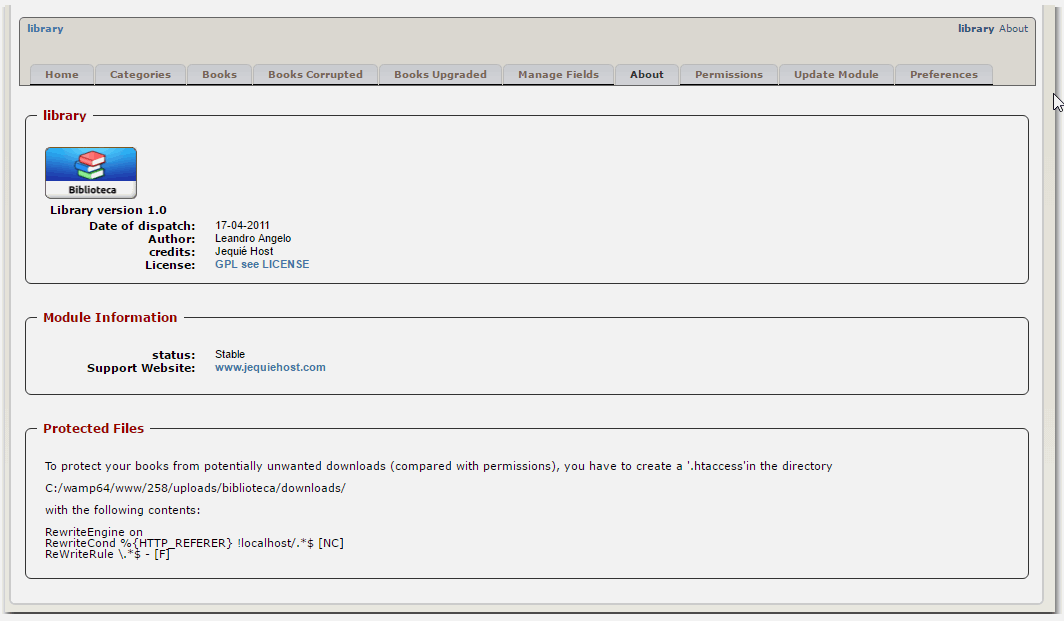 library
library About
Home Categories Books Books Corrupted Books Upgraded Manage Fields About Permissions Update Module Preferences
library
Biblioteca
Library version 1.0
Date of dispatch: 17-04-2011
Author: Leandro Angelo
credits: Jequié Host
License: GPL see LICENSE
Module Information
status: Stable
Support Website: www.jequiehost.com
Protected Files
To protect your books from potentially unwanted downloads (compared with permissions), you have to create a '.htaccess'in the directory
C:/wamp64/www/258/uploads/biblioteca/downloads/
with the following contents:
RewriteEngine on
RewriteCond %{HTTP_REFERER} !localhost/.*$ [NC]
ReWriteRule \.*$ - [F]